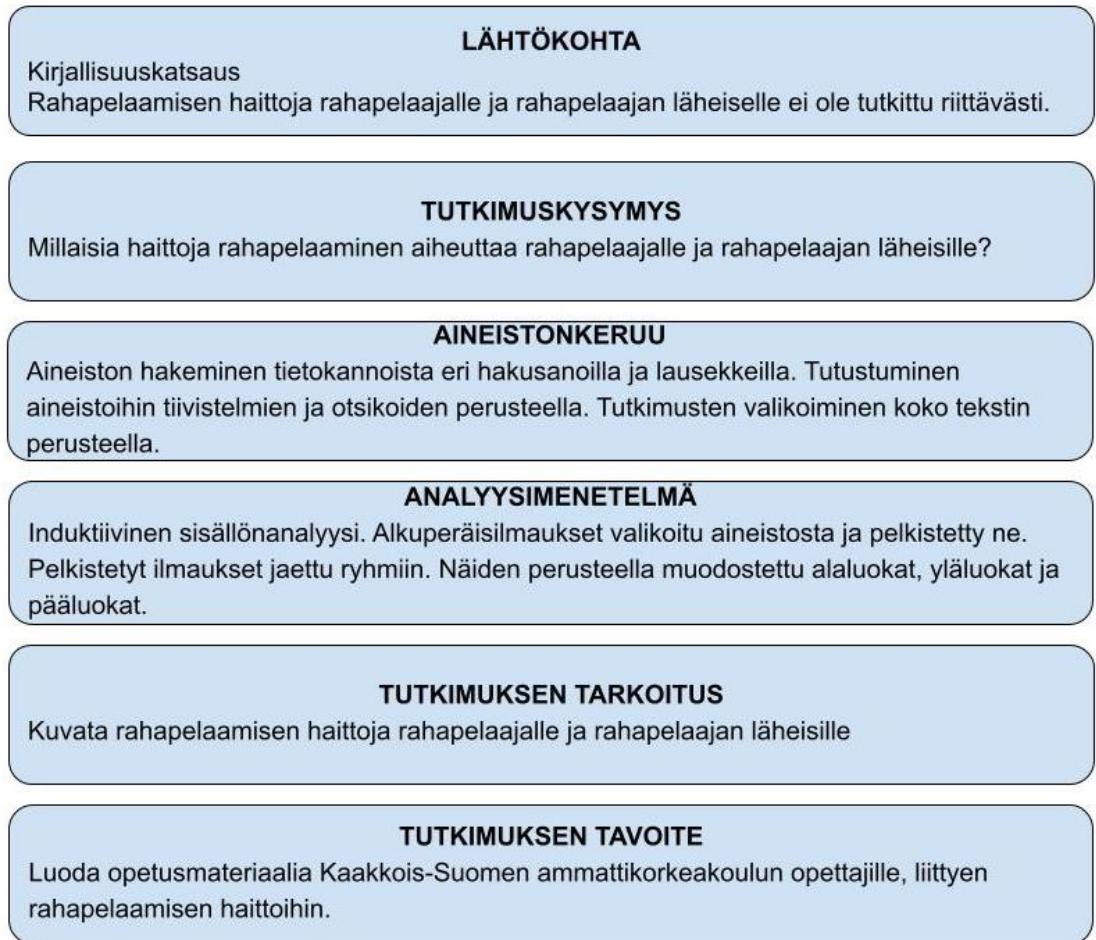 LÄHTÖKOHTA
Kirjallisuuskatsaus
Rahapelaamisen haittoja rahapelaajalle ja rahapelaajan läheiselle ei ole tutkittu riittävästi.
TUTKIMUSKYSYMYS
Millaisia haittoja rahapelaaminen aiheuttaa rahapelaajalle ja rahapelaajan läheisille?
AINEISTONKERUU
Aineiston hakeminen tietokannoista eri hakusanoilla ja lausekkeilla. Tutustuminen
aineistoihin tiivistelmien ja otsikoiden perusteella. Tutkimusten valikoiminen koko tekstin
perusteella.
ANALYYSIMENETELMÄ
Induktiivinen sisällönanalyysi. Alkuperäisilmaukset valikoitu aineistosta ja pelkistetty ne.
Pelkistetyt ilmaukset jaettu ryhmiin. Näiden perusteella muodostettu alaluokat, yläluokat ja
pääluokat.
TUTKIMUKSEN TARKOITUS
Kuvata rahapelaamisen haittoja rahapelaajalle ja rahapelaajan läheisille
TUTKIMUKSEN TAVOITE
Luoda opetusmateriaalia Kaakkois-Suomen ammattikorkeakoulun opettajille, liittyen
rahapelaamisen haittoihin.